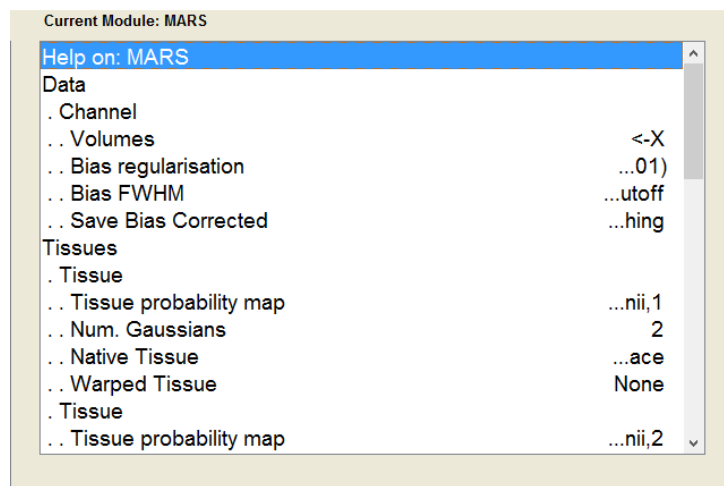 Current Module: MARS
Help on: MARS
Data
. Channel
. . Volumes <-X
. . Bias regularisation ...01)
. . Bias FWHM ...utoff
. . Save Bias Corrected ...hing
Tissues
. Tissue
. . Tissue probability map ...nii,1
. . Num. Gaussians 2
. . Native Tissue ...ace
. . Warped Tissue None
. Tissue
. . Tissue probability map ...nii,2